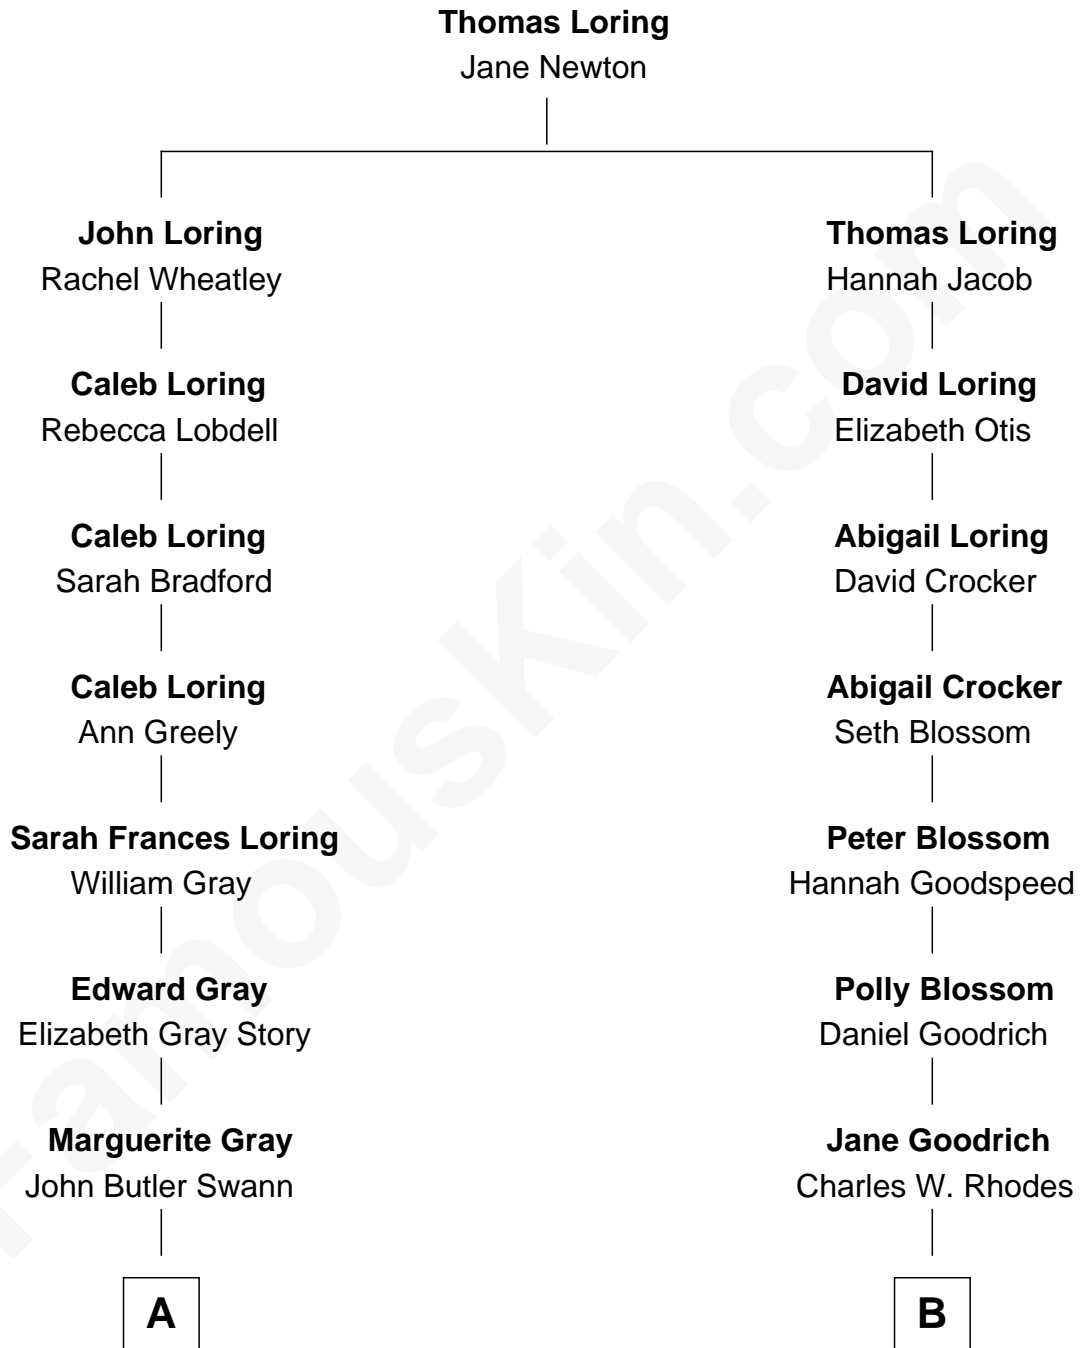 Thomas Loring
Jane Newton
John Loring
Rachel Wheatley
Thomas Loring
Hannah Jacob
Caleb Loring
Rebecca Lobdell
David Loring
Elizabeth Otis
Caleb Loring
Sarah Bradford
Abigail Loring
David Crocker
Caleb Loring
Ann Greely
Abigail Crocker
Seth Blossom
Sarah Frances Loring
William Gray
Peter Blossom
Hannah Goodspeed
Edward Gray
Elizabeth Gray Story
Polly Blossom
Daniel Goodrich
Marguerite Gray
John Butler Swann
Jane Goodrich
Charles W. Rhodes
A
B
FamousKin.com